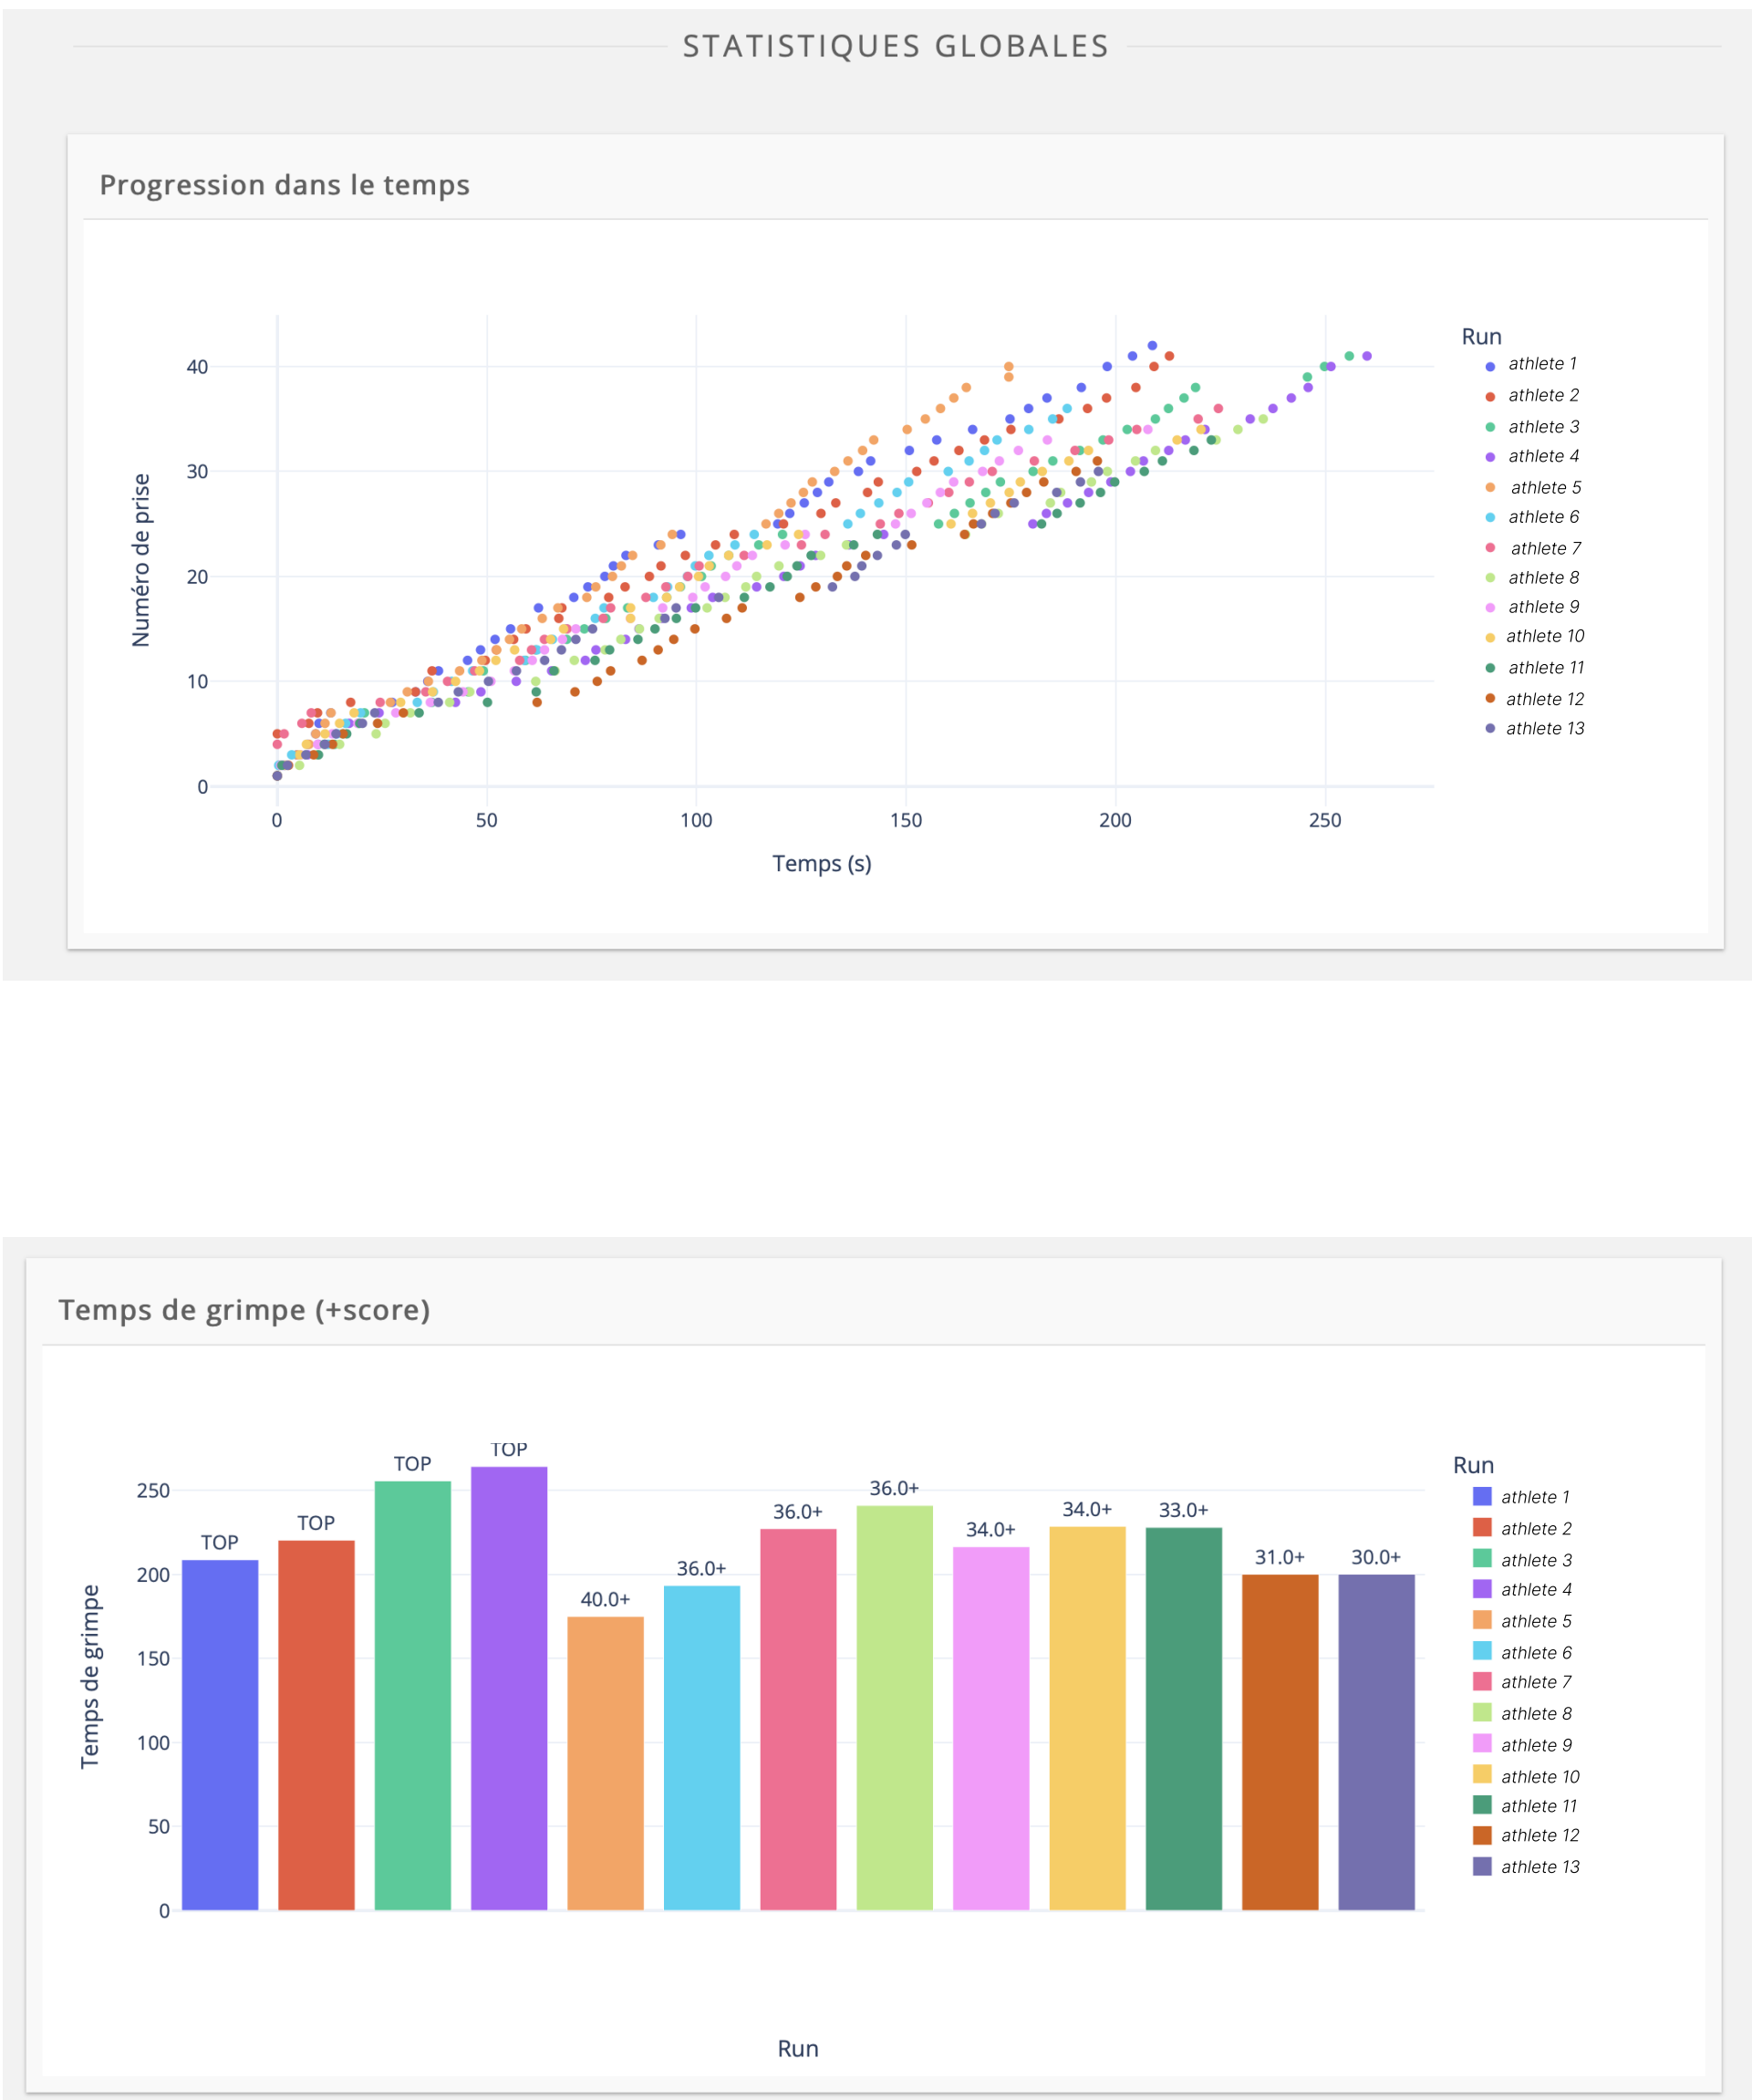 STATISTIQUES GLOBALES
Progression dans le temps
Numéro de prise
40
30
20
10
0
0 50 100 150 200 250
Temps (s)
Run
athlete 1
athlete 2
athlete 3
athlete 4
athlete 5
athlete 6
athlete 7
athlete 8
athlete 9
athlete 10
athlete 11
athlete 12
athlete 13
Temps de grimpe (+score)
Temps de grimpe
250
200
150
100
50
0
TOP TOP TOP TOP 40.0+ 36.0+ 36.0+ 36.0+ 34.0+ 34.0+ 33.0+ 31.0+ 30.0+
Run
Run
athlete 1
athlete 2
athlete 3
athlete 4
athlete 5
athlete 6
athlete 7
athlete 8
athlete 9
athlete 10
athlete 11
athlete 12
athlete 13